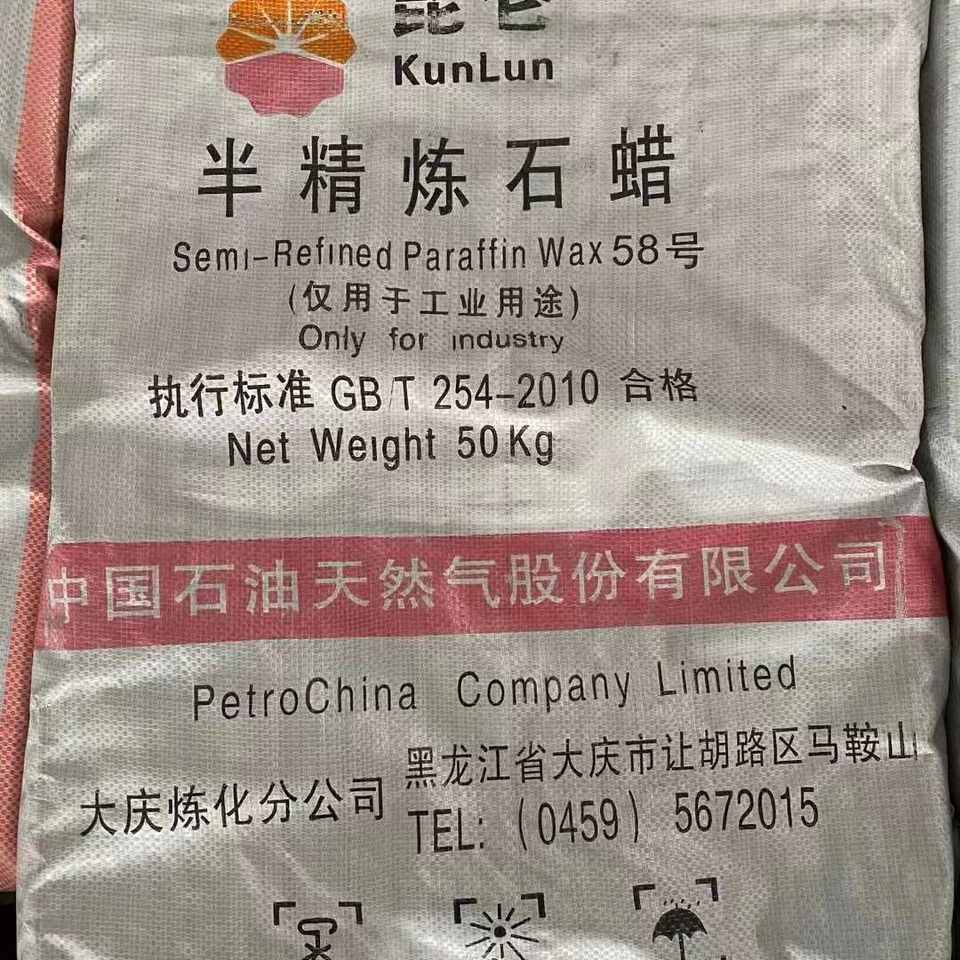 昆仑
KunLun
半精炼石蜡
Semi-Refined Paraffin Wax 58号
(仅用于工业用途)
Only for industry
执行标准 GB/T 254-2010 合格
Net Weight 50Kg
中国石油天然气股份有限公司
PetroChina Company Limited
大庆炼化分公司
黑龙江省大庆市让胡路区马鞍山
TEL: (0459) 5672015